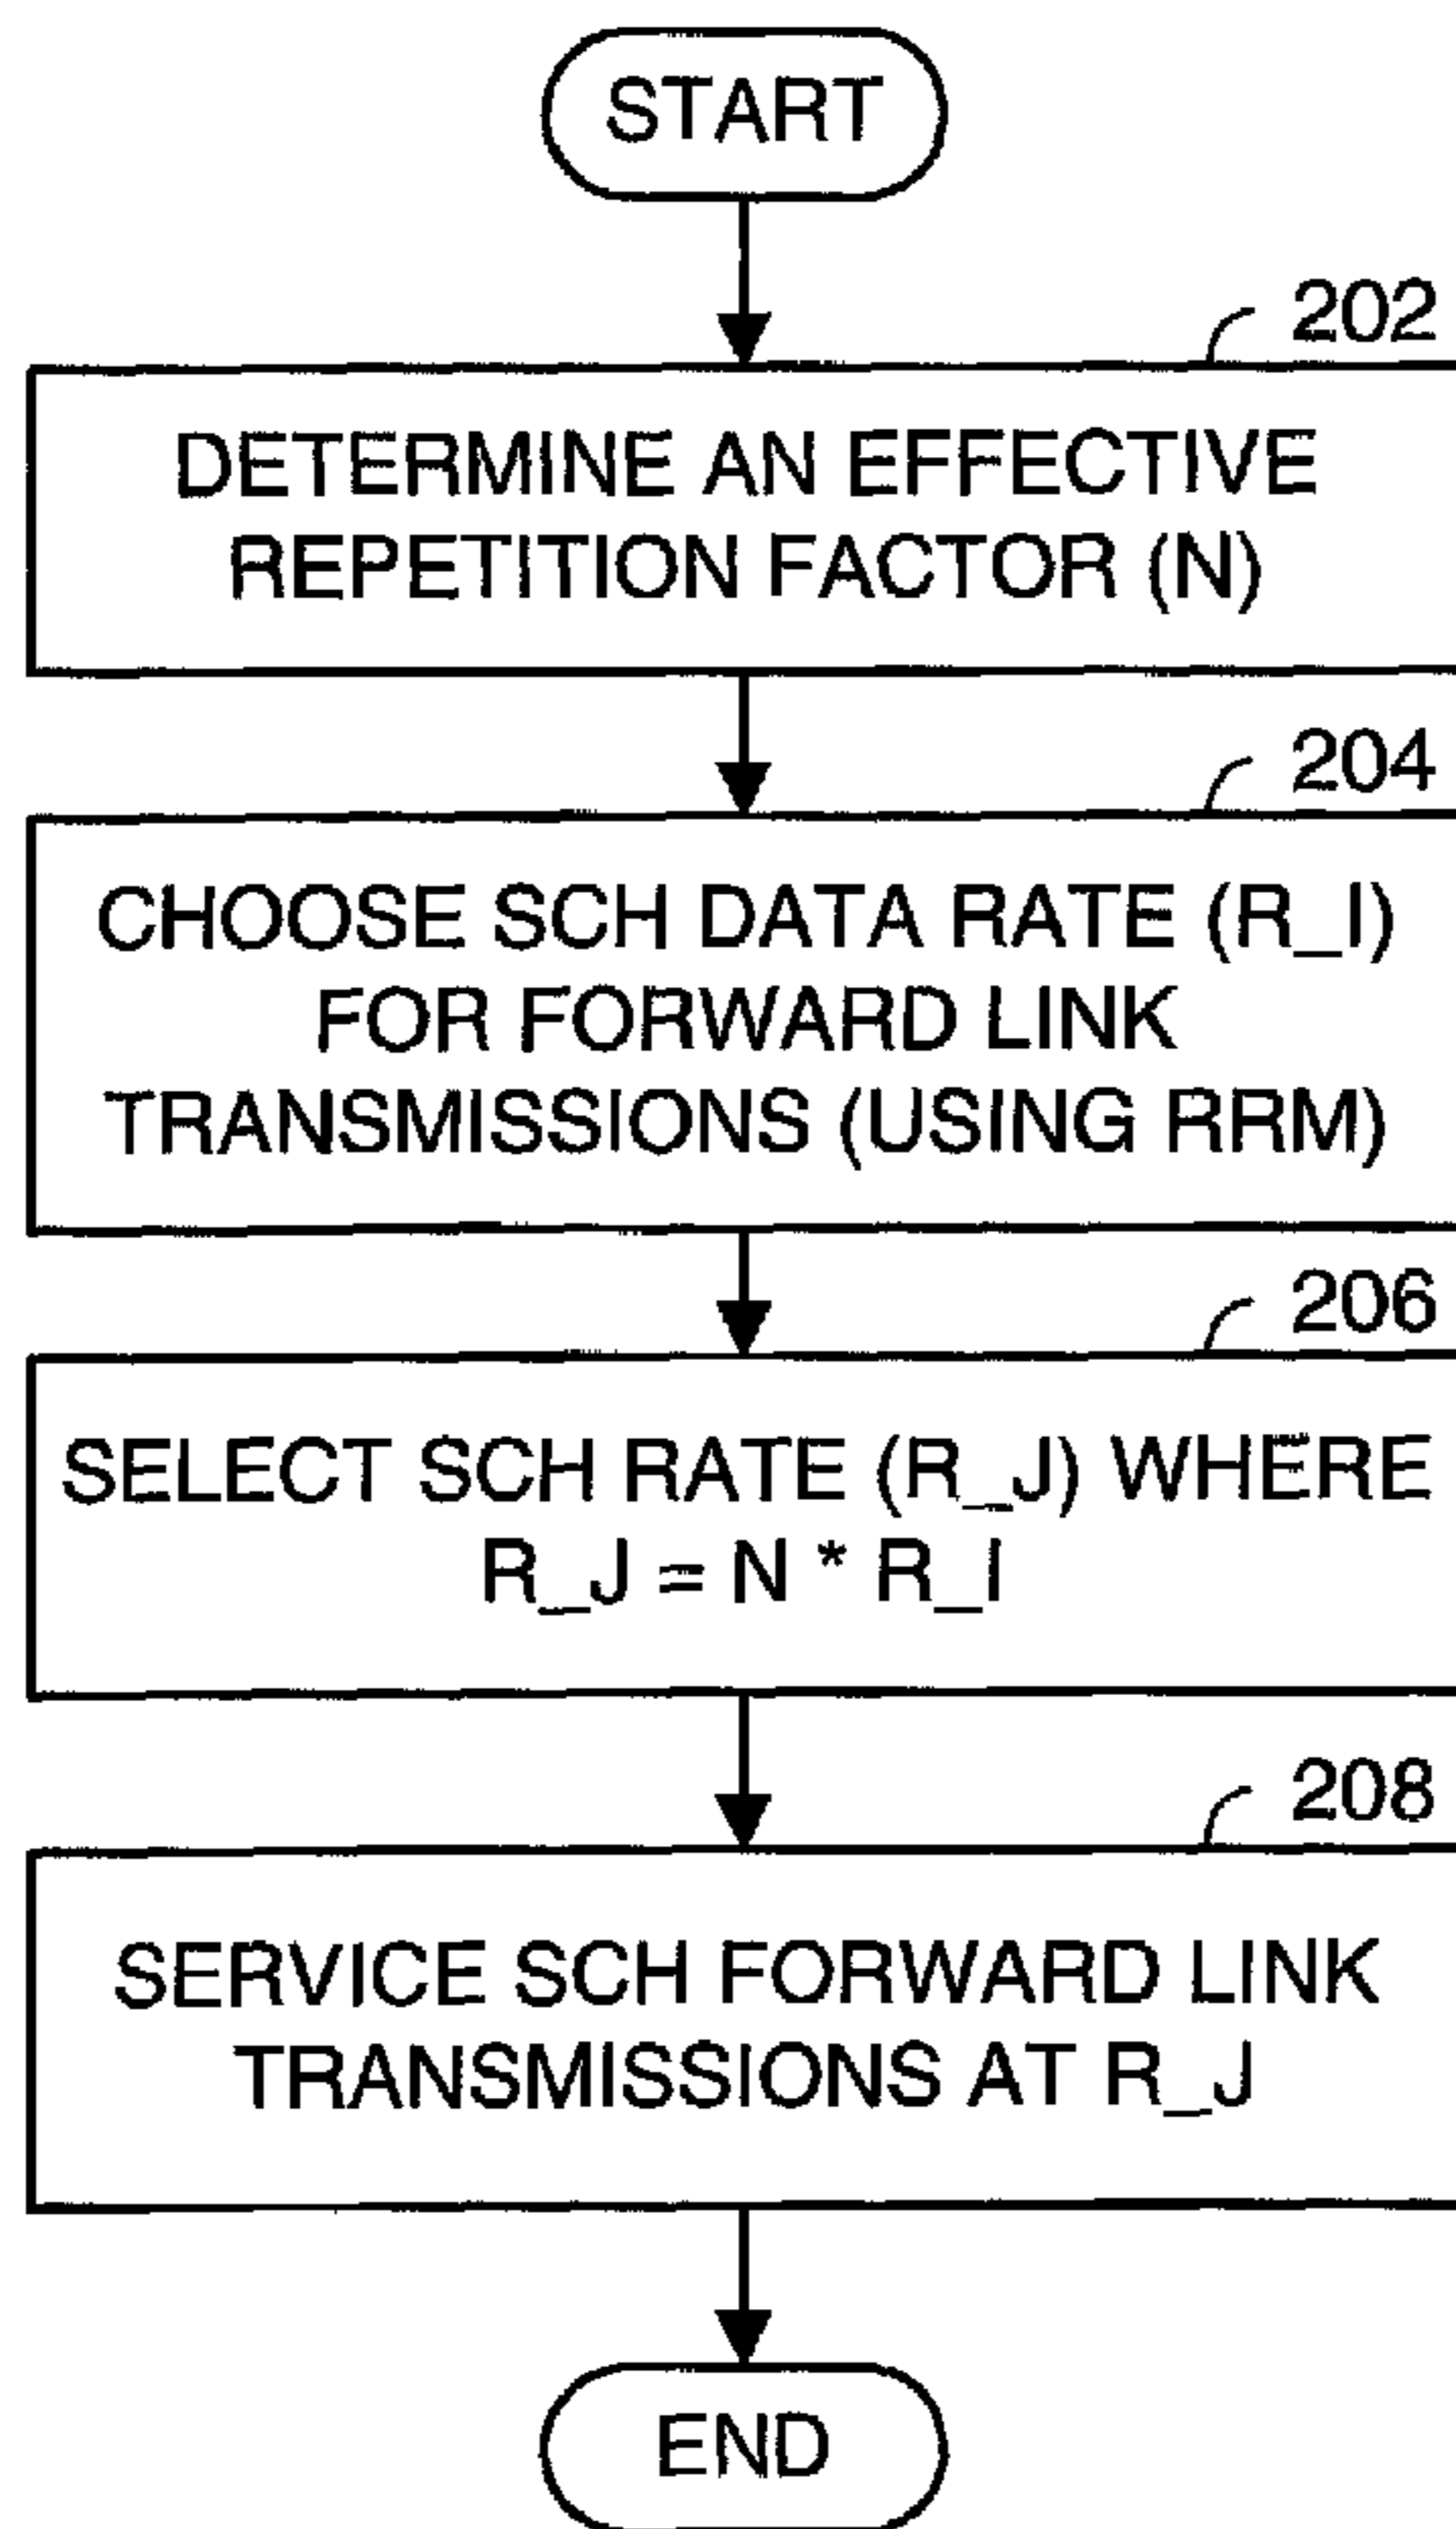 START
202
DETERMINE AN EFFECTIVE
REPETITION FACTOR (N)
204
CHOOSE SCH DATA RATE (R_I)
FOR FORWARD LINK
TRANSMISSIONS (USING RRM)
206
SELECT SCH RATE (R_J) WHERE
R_J = N * R_I
208
SERVICE SCH FORWARD LINK
TRANSMISSIONS AT R_J
END